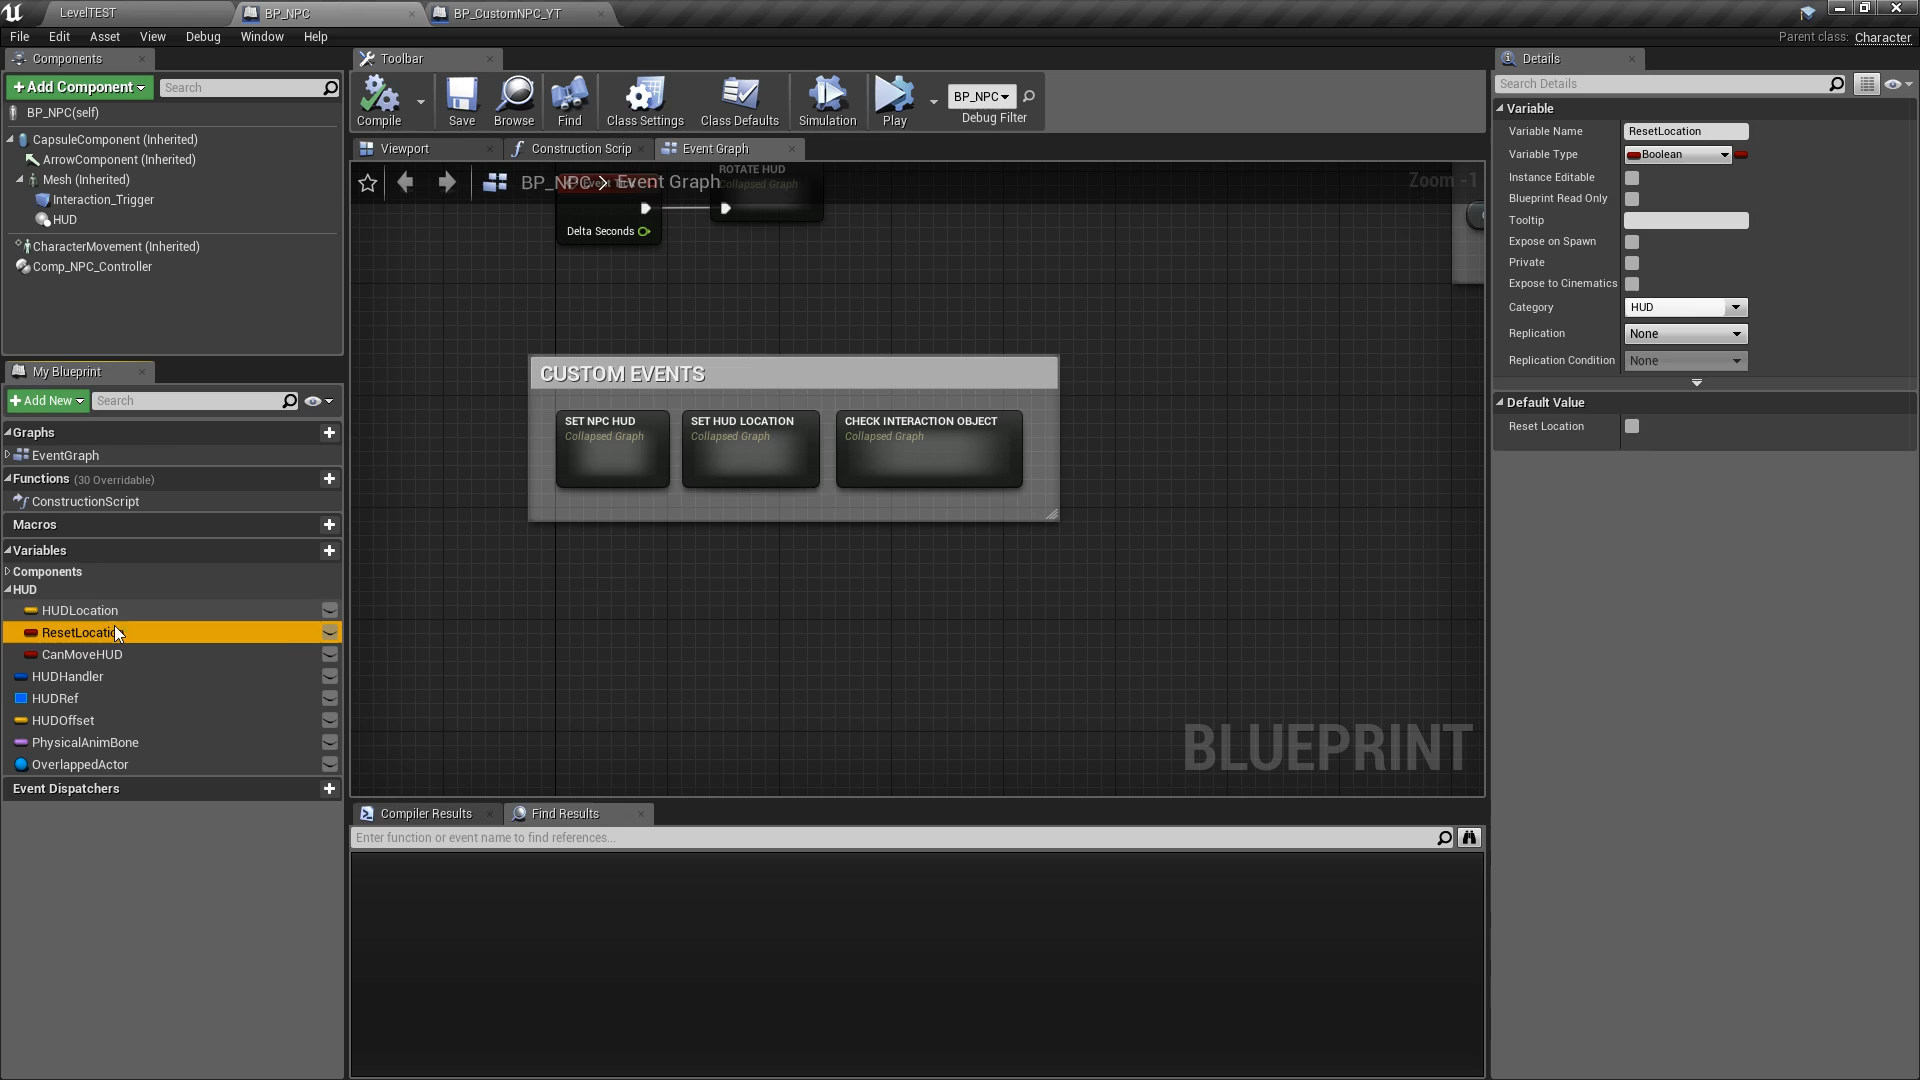 LevelTEST
BP_NPC
BP_CustomNPC_YT
File Edit Asset View Debug Window Help
Parent class: Character
Components
+ Add Component
Search
BP_NPC(self)
CapsuleComponent (Inherited)
ArrowComponent (Inherited)
Mesh (Inherited)
Interaction_Trigger
HUD
CharacterMovement (Inherited)
Comp_NPC_Controller
My Blueprint
+ Add New
Search
Graphs
EventGraph
Functions (30 Overridable)
ConstructionScript
Macros
Variables
Components
HUD
HUDLocation
ResetLocation
CanMoveHUD
HUDHandler
HUDRef
HUDOffset
PhysicalAnimBone
OverlappedActor
Event Dispatchers
Toolbar
Compile
Save
Browse
Find
Class Settings
Class Defaults
Simulation
Play
BP_NPC
Debug Filter
Viewport
Construction Scrip
Event Graph
BP_NPC > Event Graph
Zoom -1
Event Tick
Delta Seconds
ROTATE HUD
Collapsed Graph
CUSTOM EVENTS
SET NPC HUD
Collapsed Graph
SET HUD LOCATION
Collapsed Graph
CHECK INTERACTION OBJECT
Collapsed Graph
BLUEPRINT
Compiler Results
Find Results
Enter function or event name to find references...
Details
Search Details
Variable
Variable Name ResetLocation
Variable Type Boolean
Instance Editable
Blueprint Read Only
Tooltip
Expose on Spawn
Private
Expose to Cinematics
Category HUD
Replication None
Replication Condition None
Default Value
Reset Location